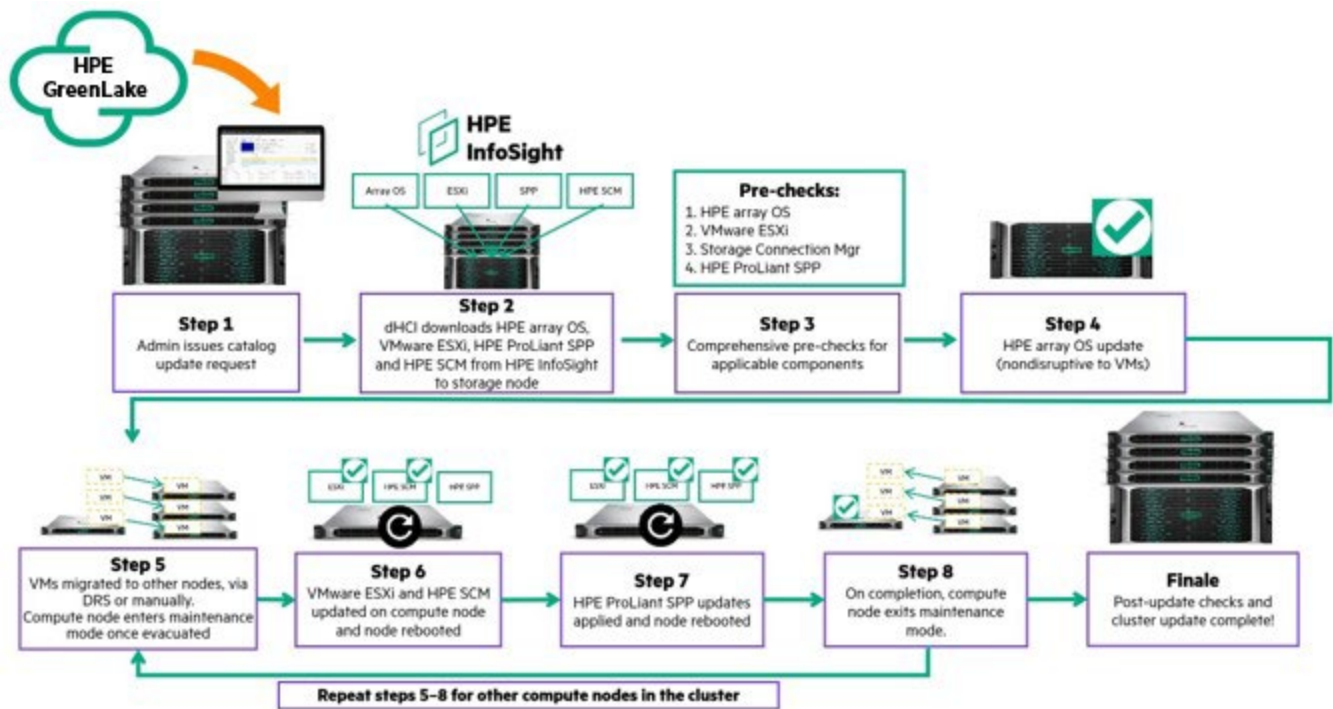 HPE
GreenLake
HPE
InfoSight
Array OS
ESXi
SPP
HPE SCM
Pre-checks:
1. HPE array OS
2. VMware ESXi
3. Storage Connection Mgr
4. HPE ProLiant SPP
Step 1
Admin issues catalog
update request
Step 2
dHCI downloads HPE array OS,
VMware ESXi, HPE ProLiant SPP
and HPE SCM from HPE InfoSight
to storage node
Step 3
Comprehensive pre-checks for
applicable components
Step 4
HPE array OS update
(nondisruptive to VMs)
VM
VM
VM
VM
VM
VM
ESXi
HPE SCM
HPE SPP
ESXi
HPE SCM
HPE SPP
VM
VM
VM
VM
VM
VM
Step 5
VMs migrated to other nodes, via
DRS or manually.
Compute node enters maintenance
mode once evacuated
Step 6
VMware ESXi and HPE SCM
updated on compute node
and node rebooted
Step 7
HPE ProLiant SPP updates
applied and node rebooted
Step 8
On completion, compute
node exits maintenance
mode.
Finale
Post-update checks and
cluster update complete!
Repeat steps 5–8 for other compute nodes in the cluster